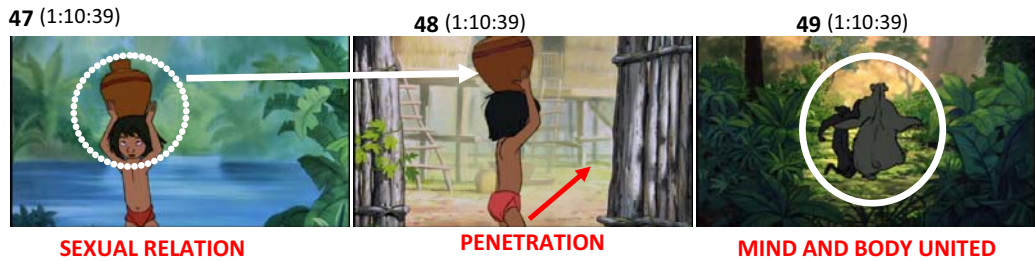 47 (1:10:39)
48 (1:10:39)
49 (1:10:39)
SEXUAL RELATION
PENETRATION
MIND AND BODY UNITED